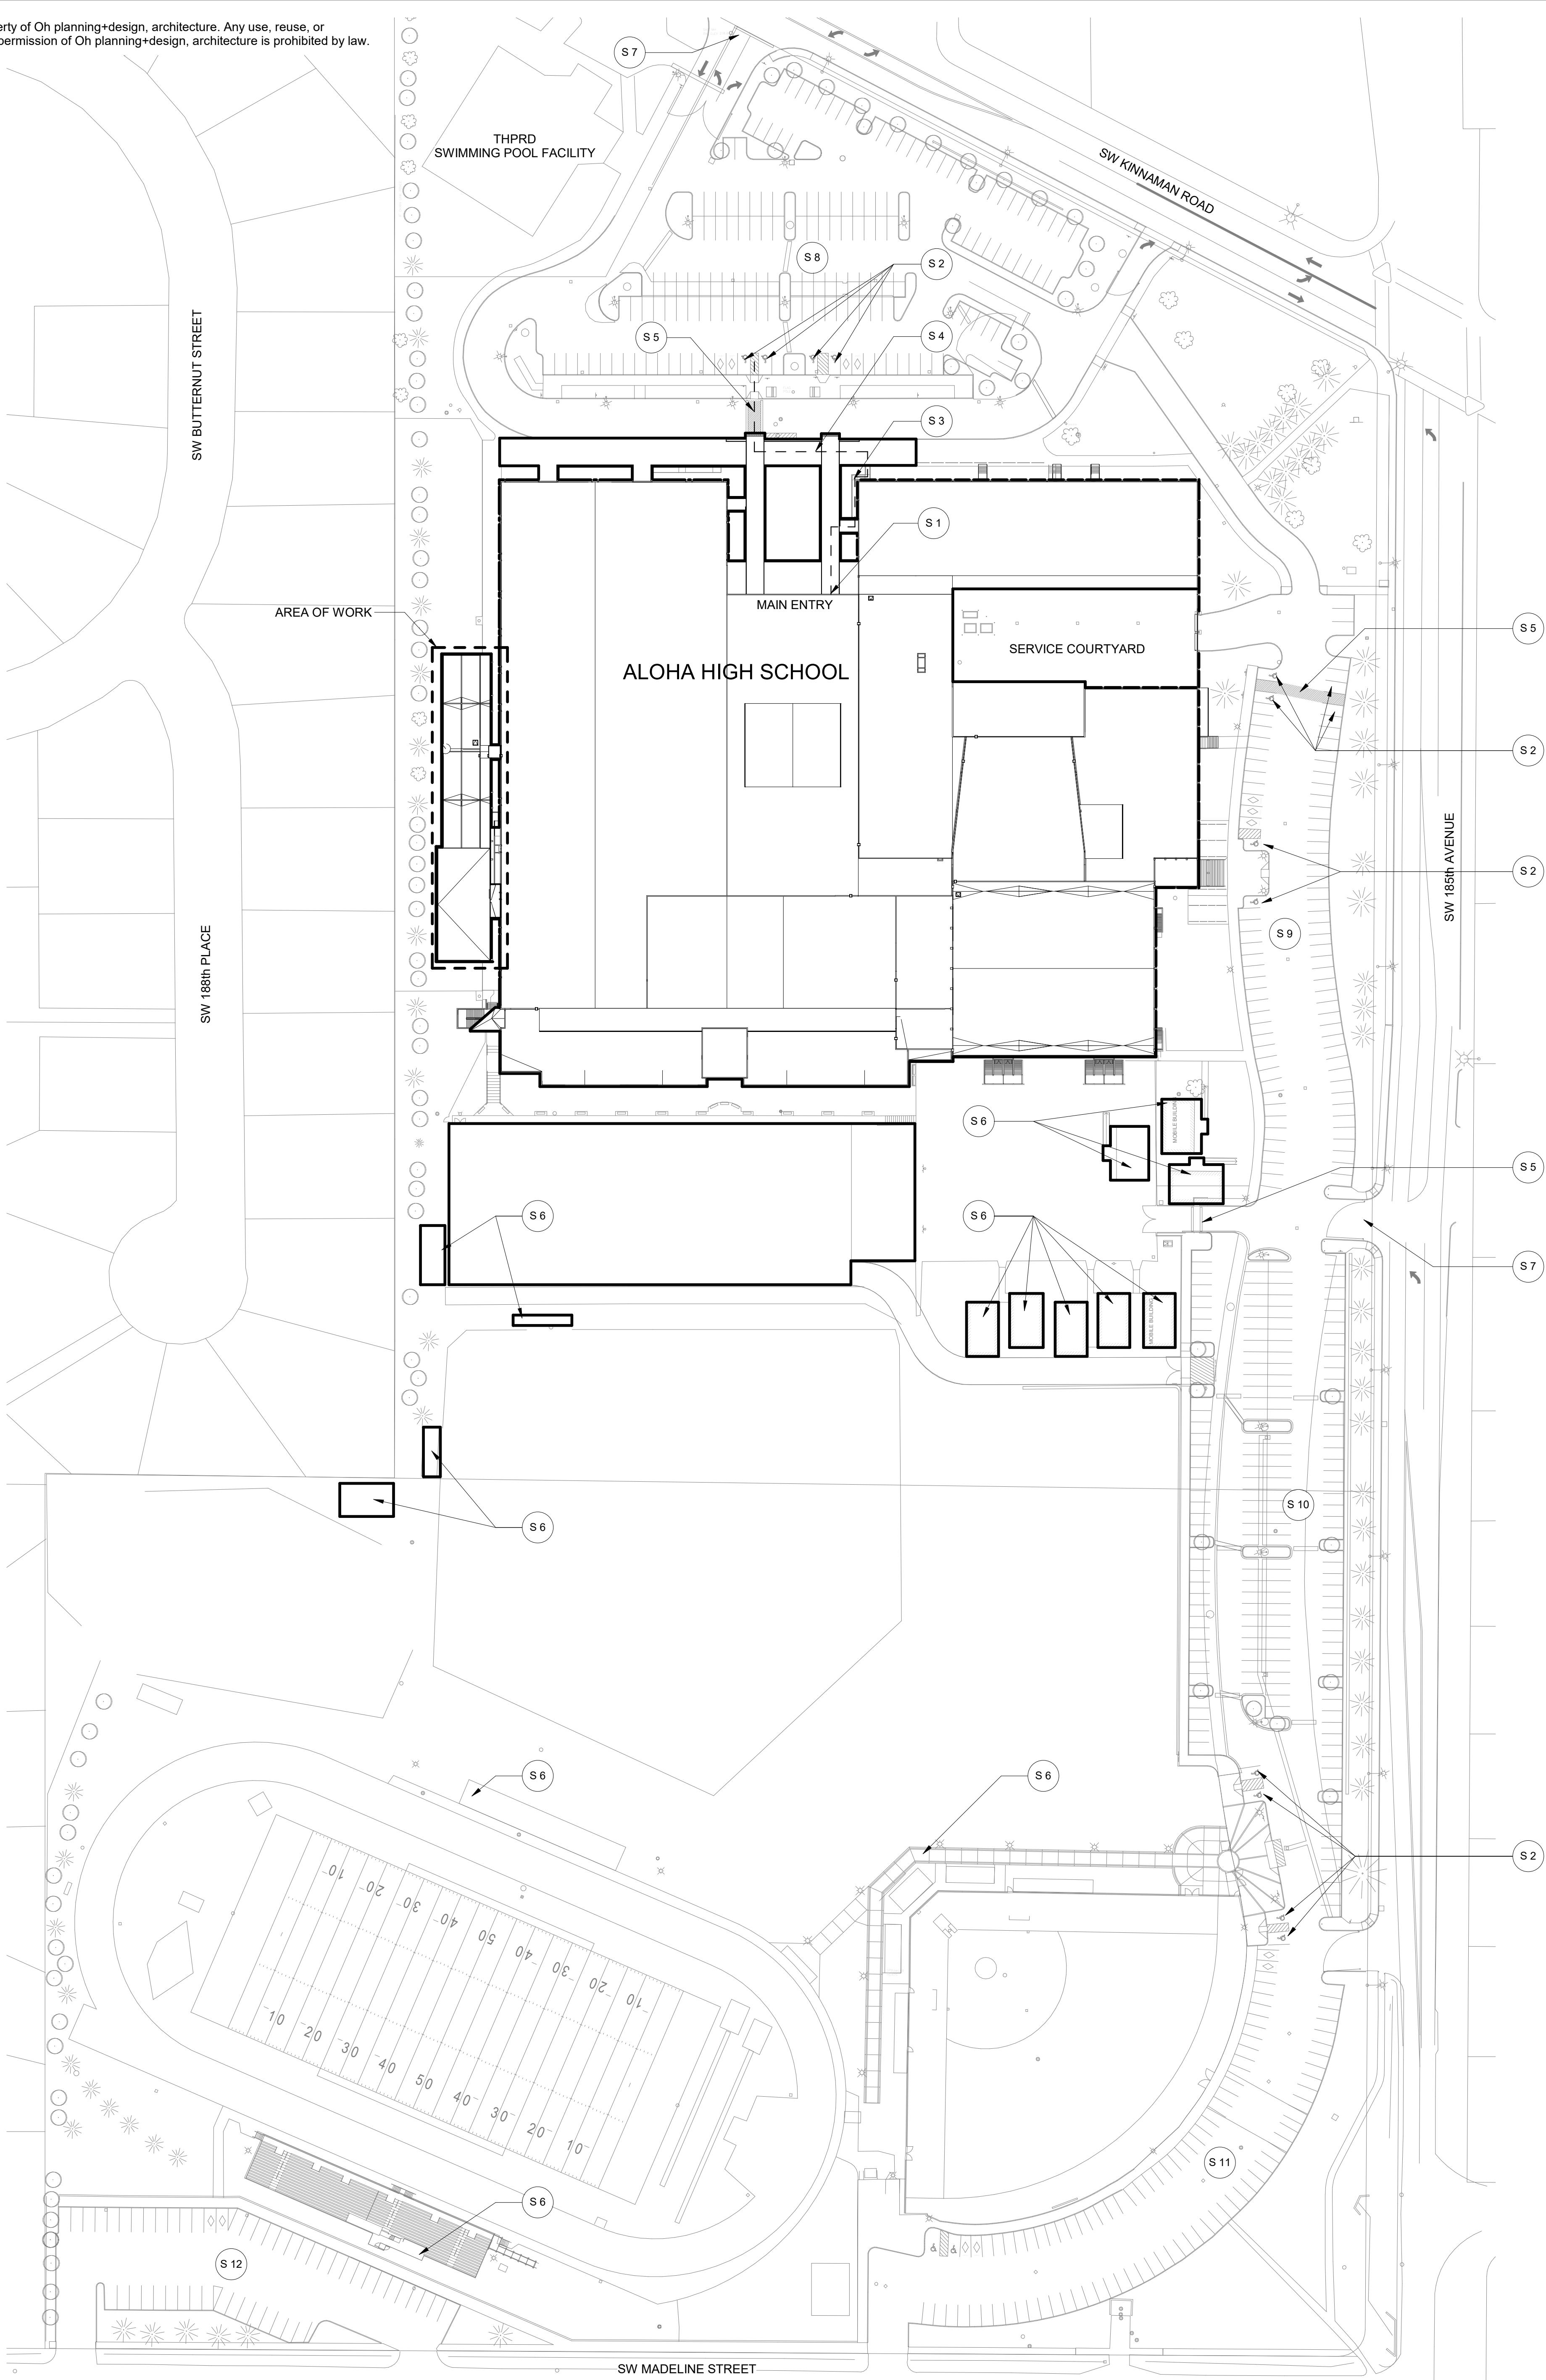 erty of Oh planning+design, architecture. Any use, reuse, or
permission of Oh planning+design, architecture is prohibited by law.
S 7
THPRD
SWIMMING POOL FACILITY
SW KINNAMAN ROAD
S 8
S 2
S 5
S 4
SW BUTTERNUT STREET
S 3
S 1
MAIN ENTRY
AREA OF WORK
S 5
SERVICE COURTYARD
ALOHA HIGH SCHOOL
S 2
SW 185th AVENUE
S 2
S 9
SW 188th PLACE
S 6
MOBILE BUILDING
S 5
S 6
S 6
S 7
MOBILE BUILDING
S 10
S 6
S 6
S 6
S 2
10 20 30 40 50 40 30 20 10
10 20 30 40 50 40 30 20 10
S 11
S 6
S 12
SW MADELINE STREET